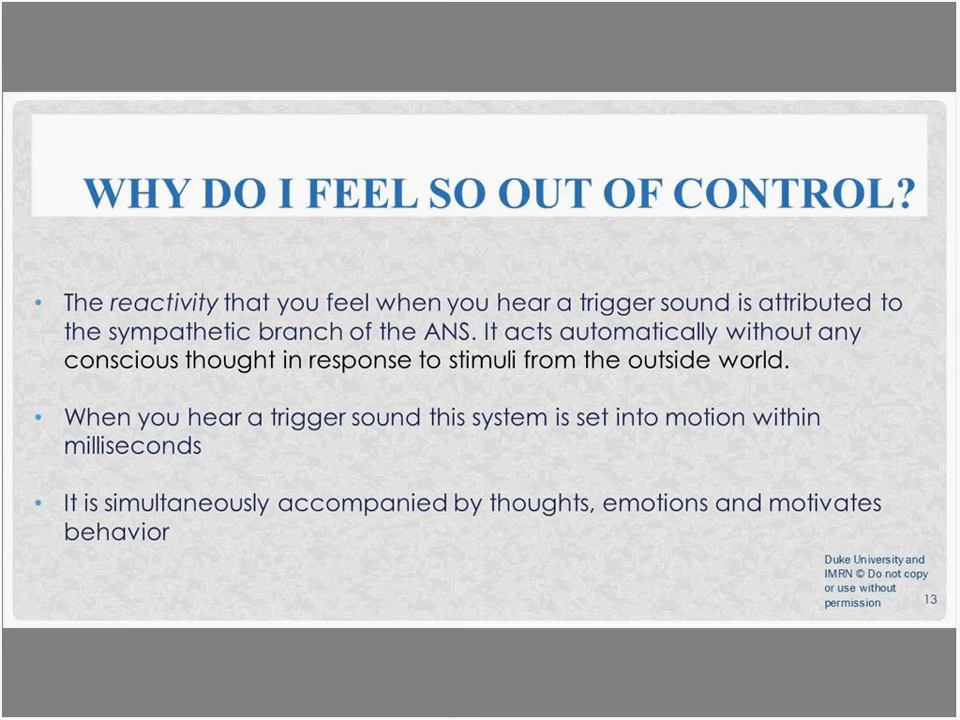 WHY DO I FEEL SO OUT OF CONTROL?
• The reactivity that you feel when you hear a trigger sound is attributed to
the sympathetic branch of the ANS. It acts automatically without any
conscious thought in response to stimuli from the outside world.
• When you hear a trigger sound this system is set into motion within
milliseconds
• It is simultaneously accompanied by thoughts, emotions and motivates
behavior
Duke University and
IMRN © Do not copy
or use without
permission
13